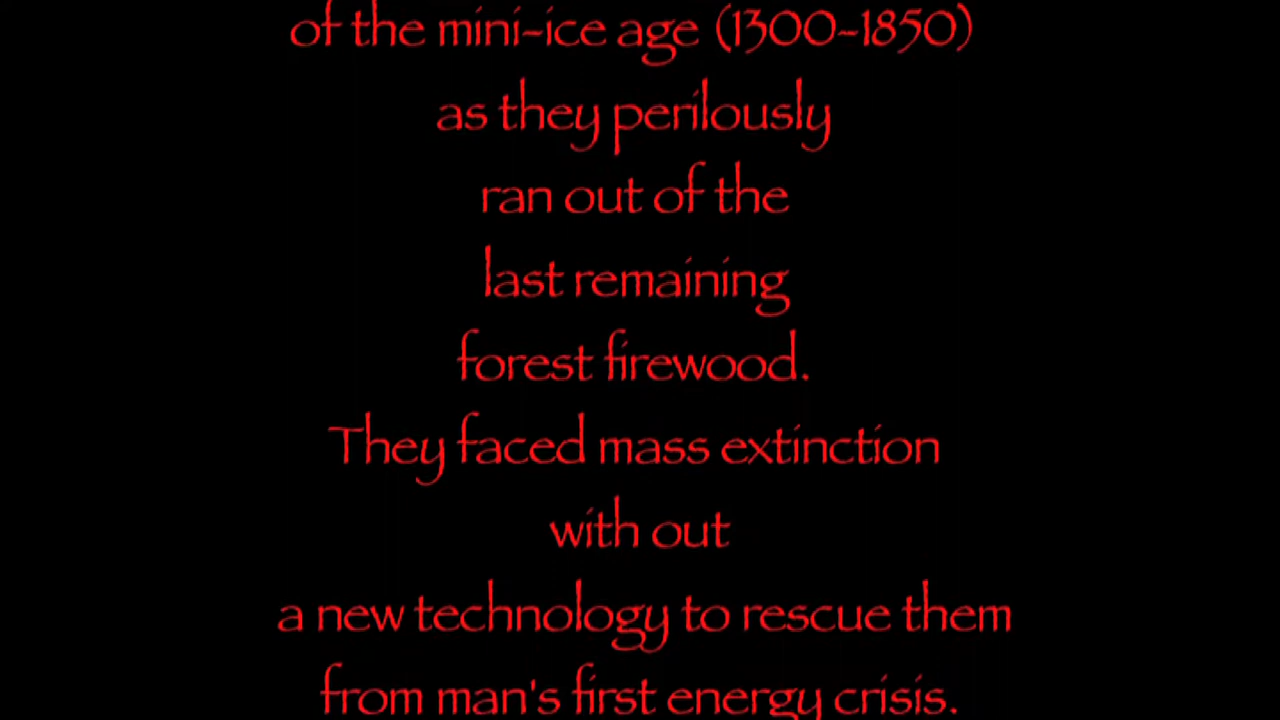 of the mini-ice age (1300-1850)
as they perilously
ran out of the
last remaining
forest firewood.
They faced mass extinction
with out
a new technology to rescue them
from man's first energy crisis.